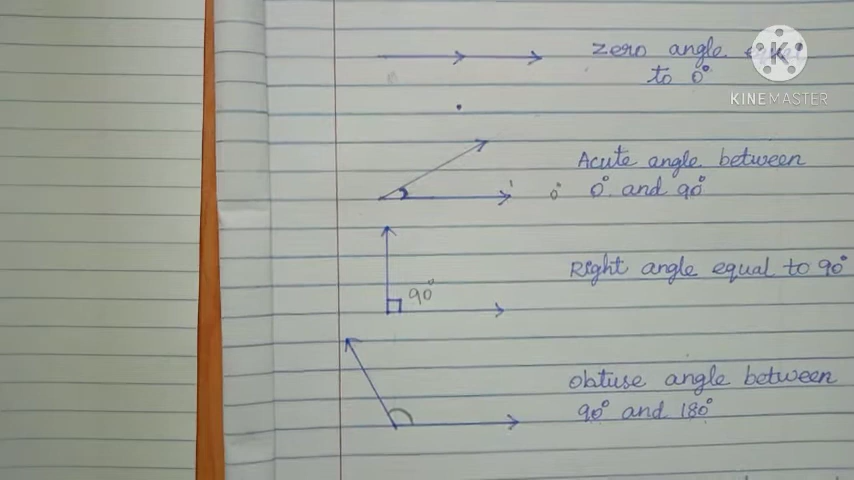 zero angle
to 0°
KINEMASTER
Acute angle between
0° 0° and 90°
Right angle equal to 90°
90°
obtuse angle between
90° and 180°